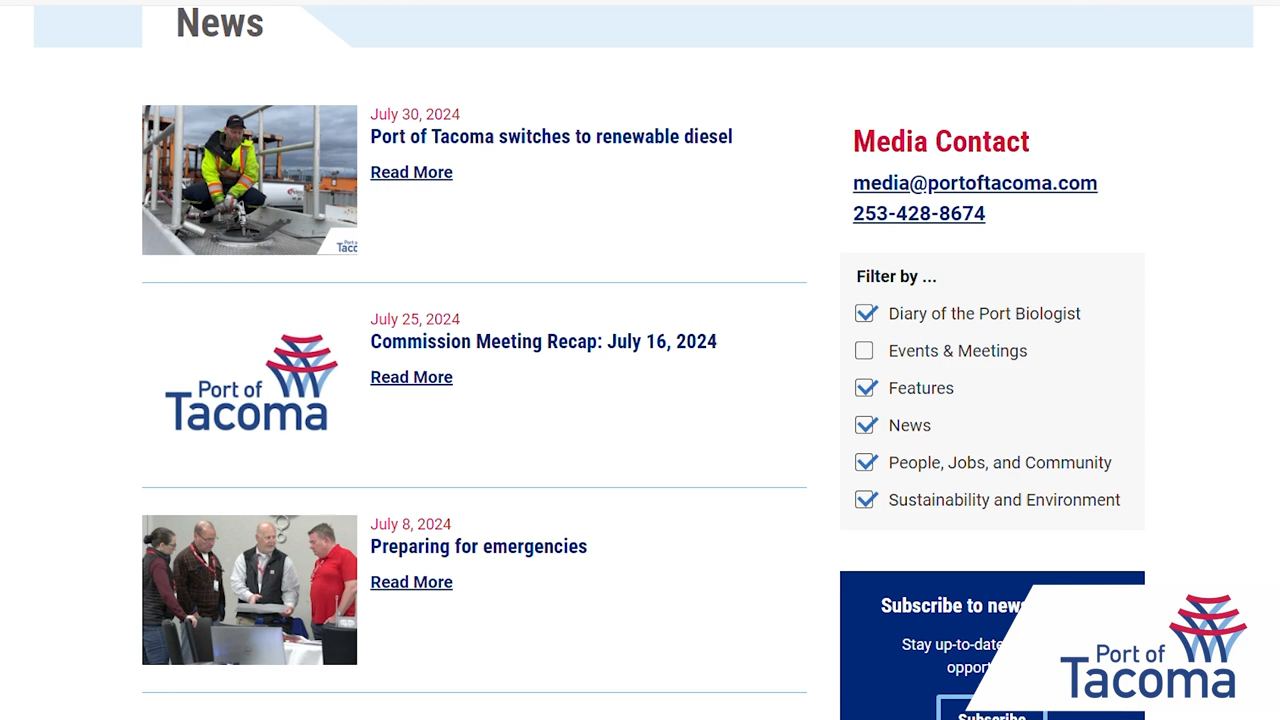 News
July 30, 2024
Port of Tacoma switches to renewable diesel
Read More
July 25, 2024
Commission Meeting Recap: July 16, 2024
Read More
Port of
Tacoma
July 8, 2024
Preparing for emergencies
Read More
Media Contact
media@portoftacoma.com
253-428-8674
Filter by ...
Diary of the Port Biologist
Events & Meetings
Features
News
People, Jobs, and Community
Sustainability and Environment
Subscribe to new
Stay up-to-date
opport
Subscribe
Port of
Tacoma